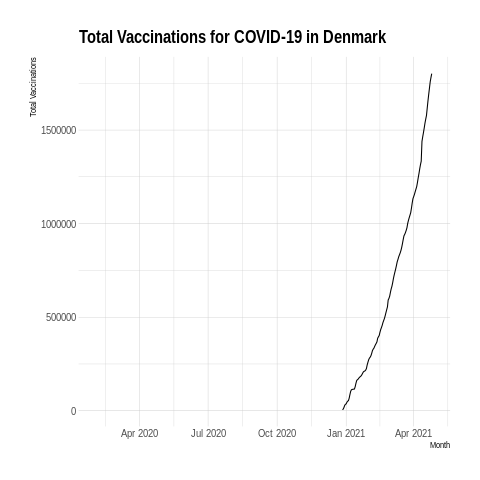 Total Vaccinations for COVID-19 in Denmark
Total Vaccinations
1500000
1000000
500000
0
Apr 2020 Jul 2020 Oct 2020 Jan 2021 Apr 2021
Month